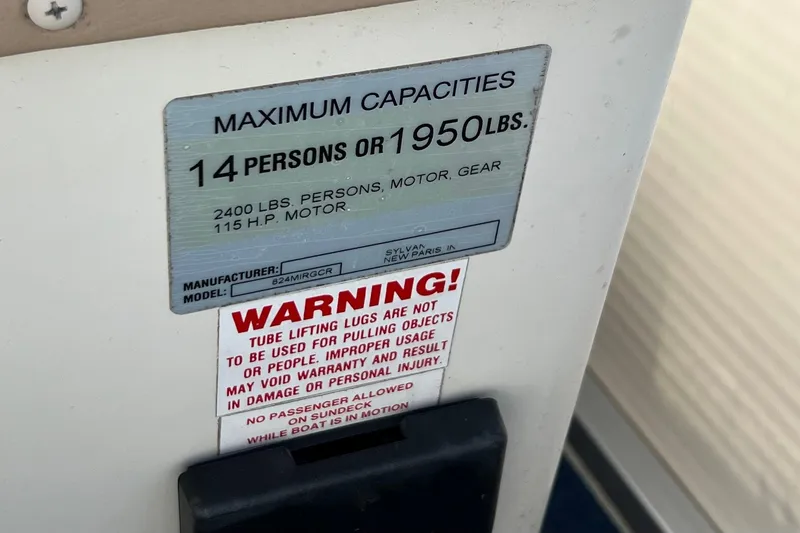 MAXIMUM CAPACITIES
14 PERSONS OR 1950 LBS.
2400 LBS. PERSONS, MOTOR, GEAR
115 H.P. MOTOR
MANUFACTURER: SYLVAN
NEW PARIS, IN
MODEL: 824MIRGCR
WARNING!
TUBE LIFTING LUGS ARE NOT
TO BE USED FOR PULLING OBJECTS
OR PEOPLE. IMPROPER USAGE
MAY VOID WARRANTY AND RESULT
IN DAMAGE OR PERSONAL INJURY.
NO PASSENGER ALLOWED
ON SUNDECK
WHILE BOAT IS IN MOTION